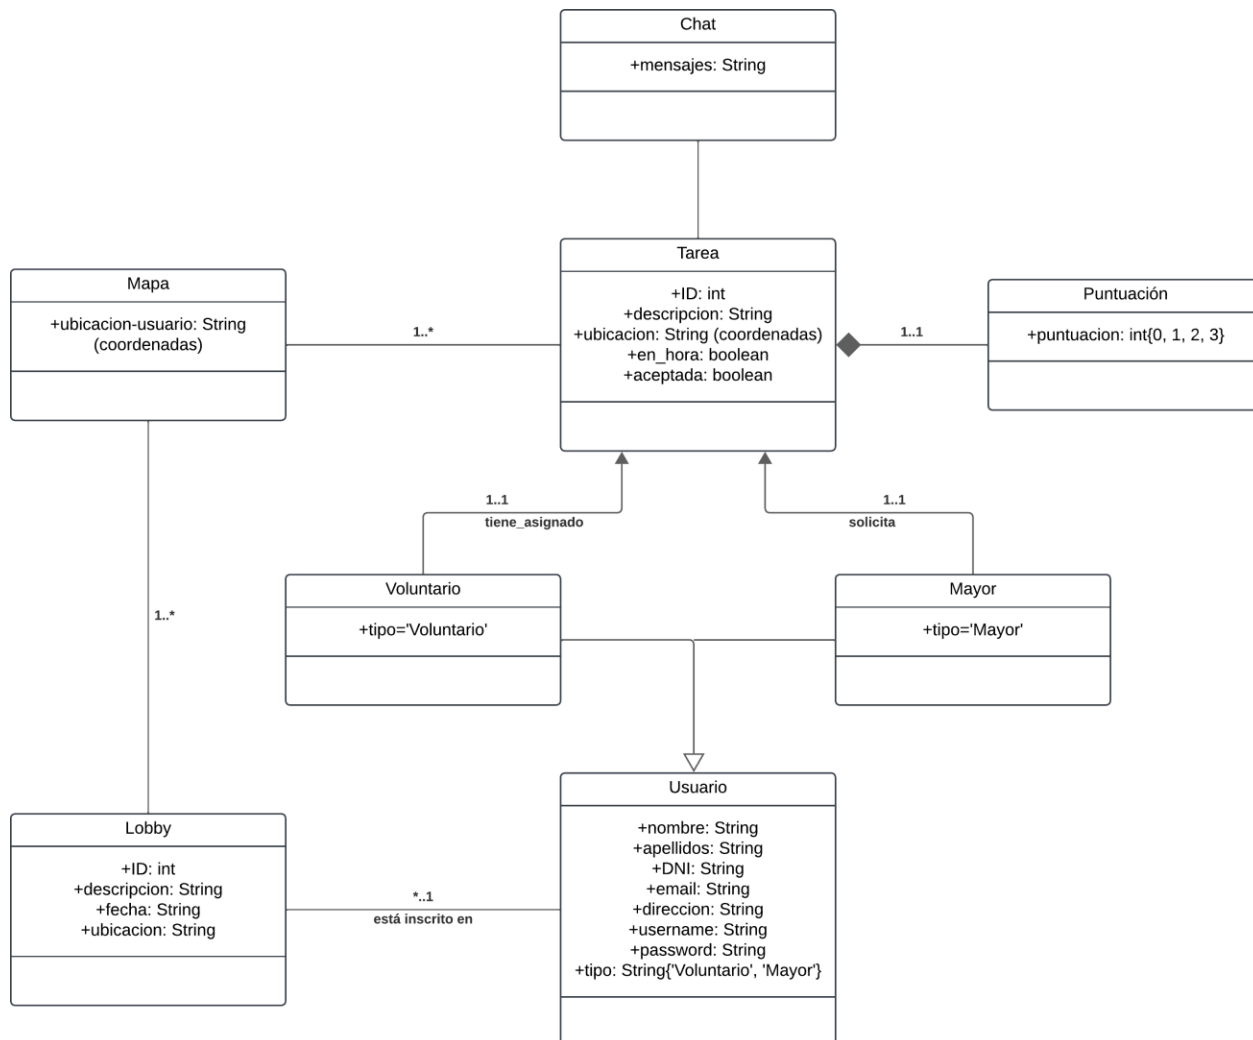 Chat
+mensajes: String
Tarea
+ID: int
+descripcion: String
+ubicacion: String (coordenadas)
+en_hora: boolean
+aceptada: boolean
Mapa
+ubicacion-usuario: String
(coordenadas)
1..*
1..1
Puntuación
+puntuacion: int{0, 1, 2, 3}
1..1
tiene_asignado
1..1
solicita
Voluntario
+tipo='Voluntario'
Mayor
+tipo='Mayor'
1..*
Usuario
+nombre: String
+apellidos: String
+DNI: String
+email: String
+direccion: String
+username: String
+password: String
+tipo: String{'Voluntario', 'Mayor'}
Lobby
+ID: int
+descripcion: String
+fecha: String
+ubicacion: String
*..1
está inscrito en